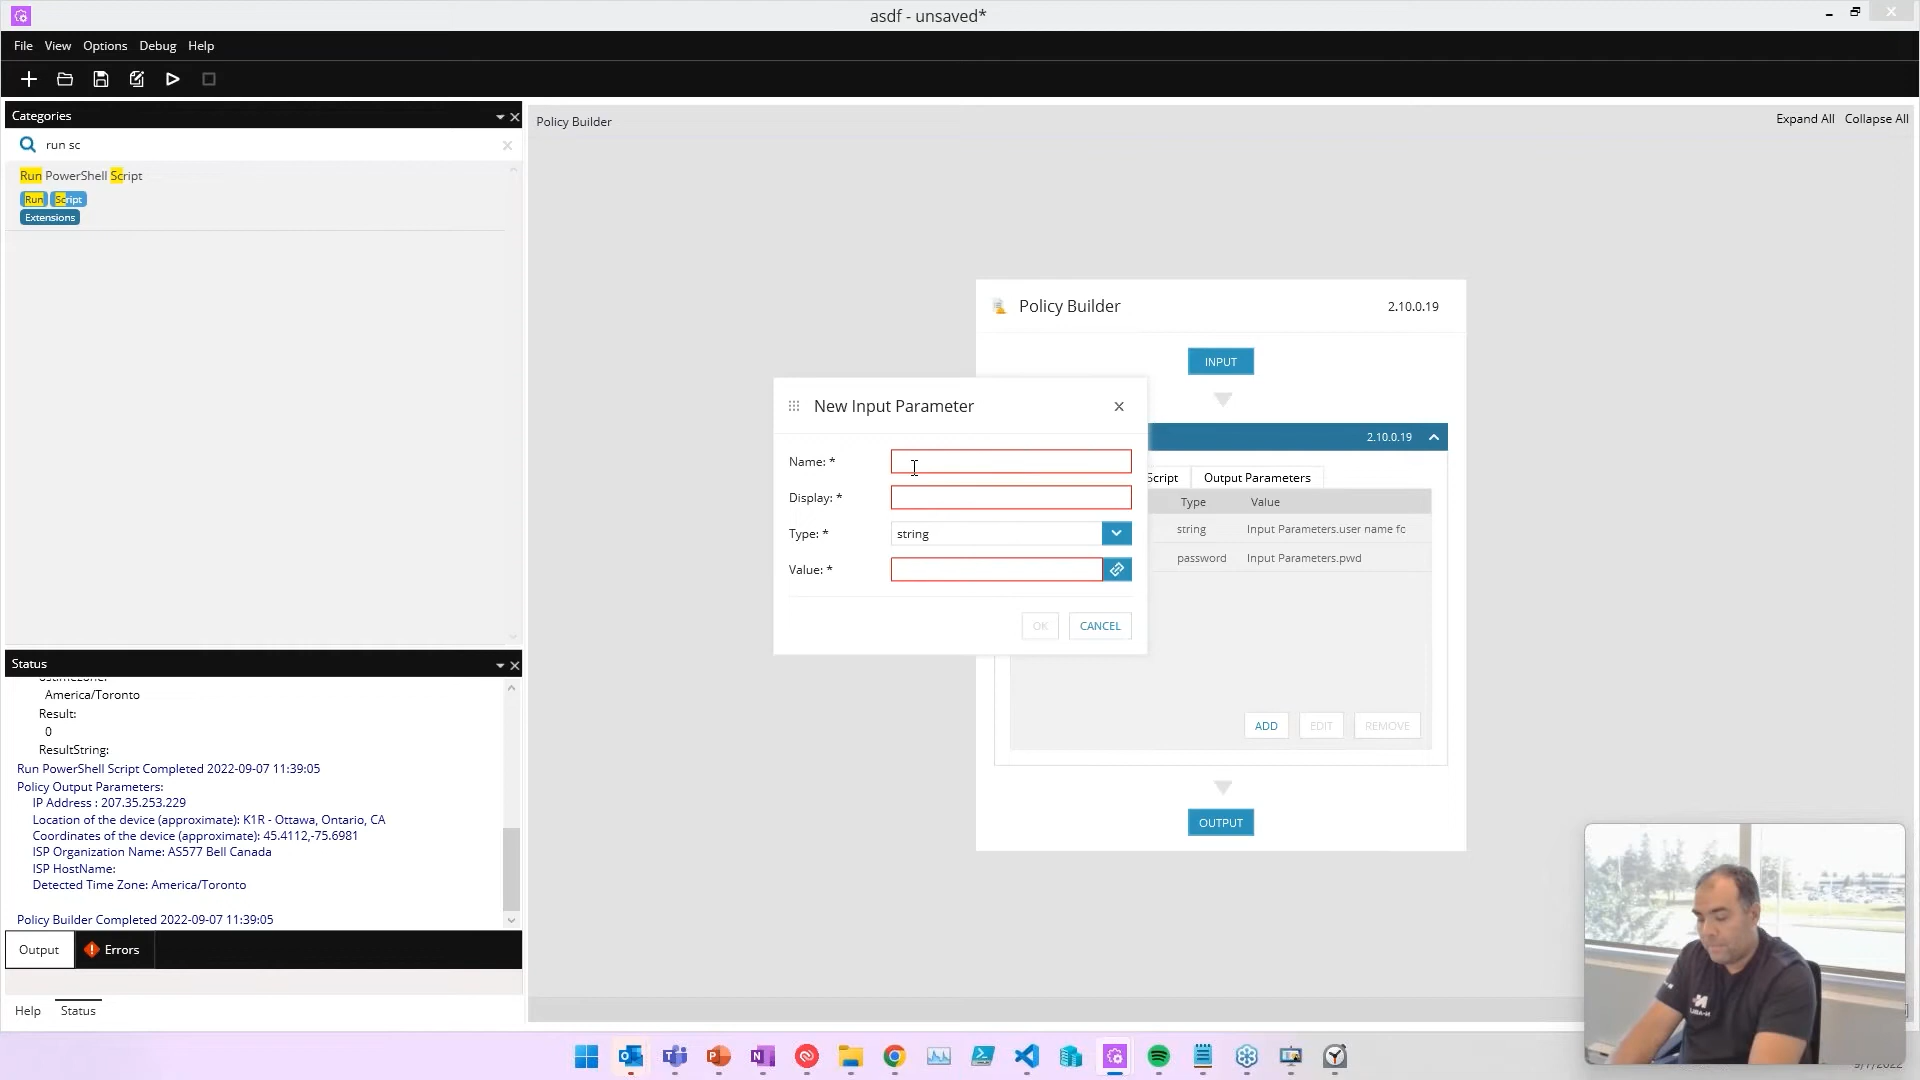 asdf - unsaved*
File View Options Debug Help
Categories
run sc
Run PowerShell Script
Run Script
Extensions
Policy Builder
Expand All Collapse All
Policy Builder 2.10.0.19
INPUT
2.10.0.19
Script Output Parameters
Type Value
string Input Parameters.user name fc
password Input Parameters.pwd
ADD EDIT REMOVE
OUTPUT
New Input Parameter
Name: *
Display: *
Type: * string
Value: *
OK CANCEL
Status
America/Toronto
Result:
0
ResultString:
Run PowerShell Script Completed 2022-09-07 11:39:05
Policy Output Parameters:
IP Address : 207.35.253.229
Location of the device (approximate): K1R - Ottawa, Ontario, CA
Coordinates of the device (approximate): 45.4112,-75.6981
ISP Organization Name: AS577 Bell Canada
ISP HostName:
Detected Time Zone: America/Toronto
Policy Builder Completed 2022-09-07 11:39:05
Output Errors
Help Status
9/7/2022